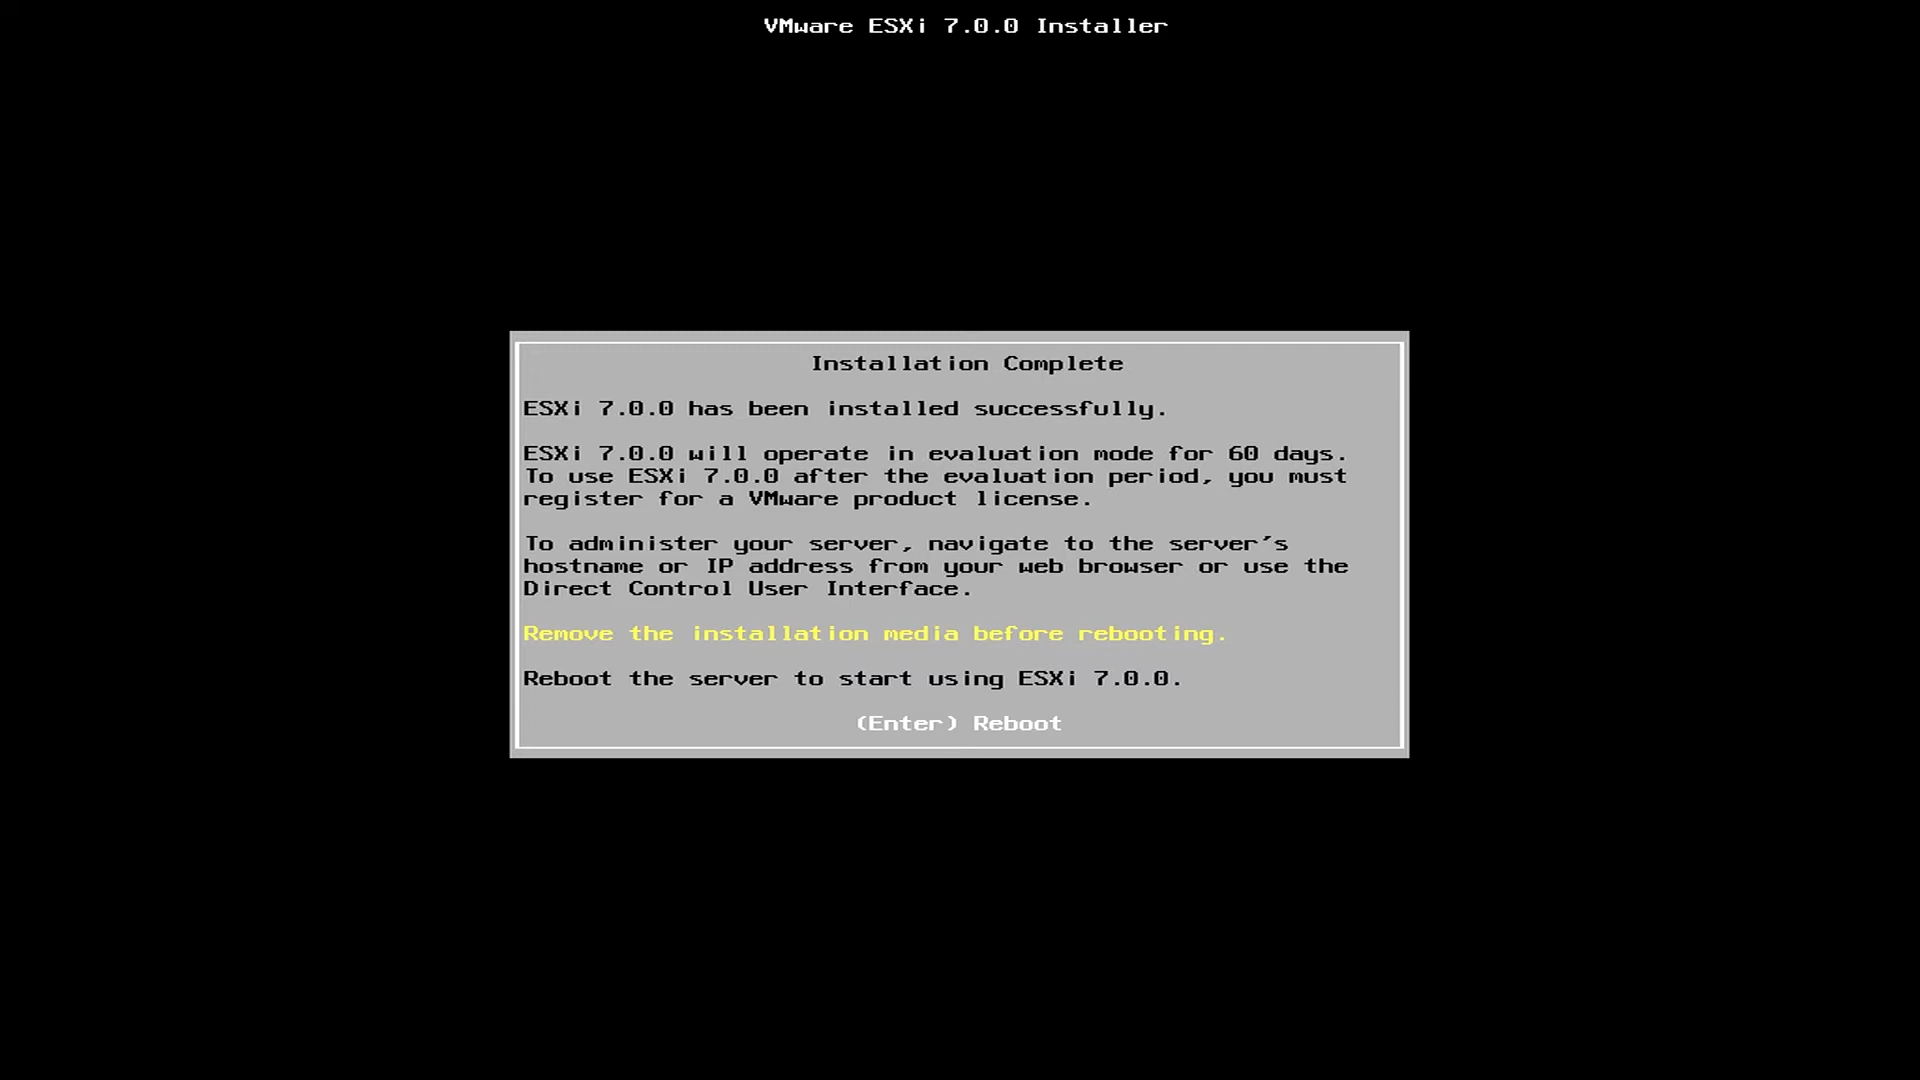 VMware ESXi 7.0.0 Installer
Installation Complete
ESXi 7.0.0 has been installed successfully.
ESXi 7.0.0 will operate in evaluation mode for 60 days.
To use ESXi 7.0.0 after the evaluation period, you must
register for a VMware product license.
To administer your server, navigate to the server's
hostname or IP address from your web browser or use the
Direct Control User Interface.
Remove the installation media before rebooting.
Reboot the server to start using ESXi 7.0.0.
(Enter) Reboot